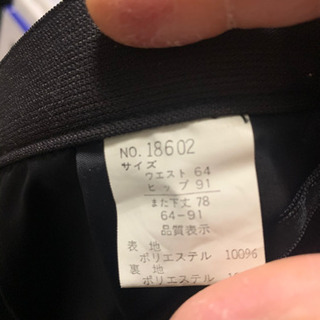 NO. 18602
サイズ
ウエスト 64
ヒップ 91
また下丈 78
64-91
品質表示
表 地
ポリエステル 100%
裏 地
ポリエステル